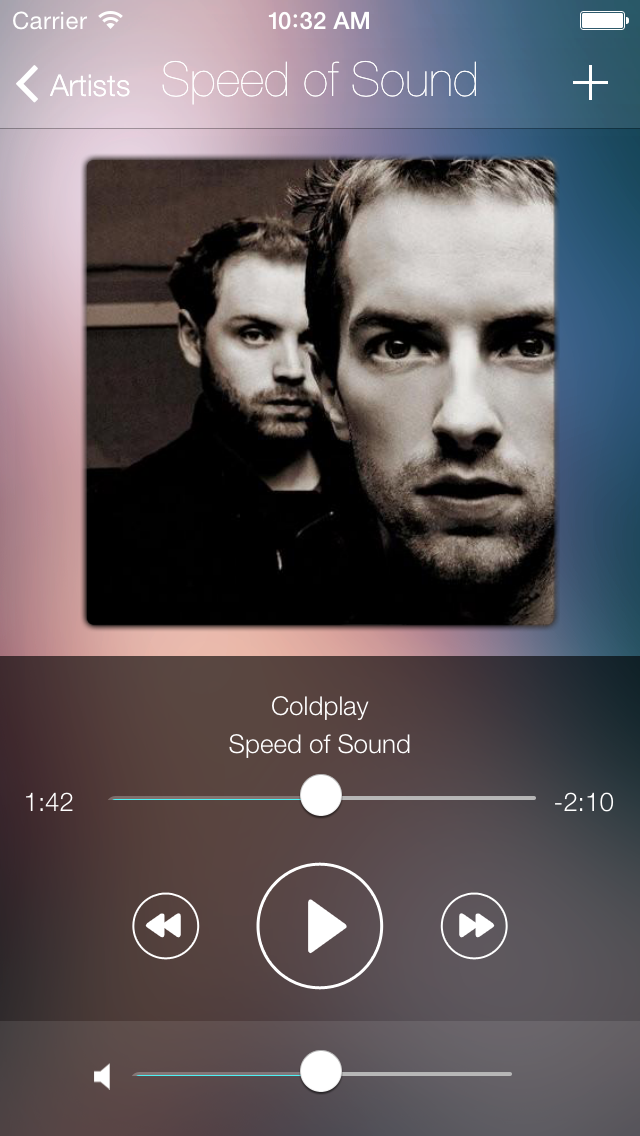 Carrier 10:32 AM
Artists Speed of Sound
Coldplay
Speed of Sound
1:42 -2:10